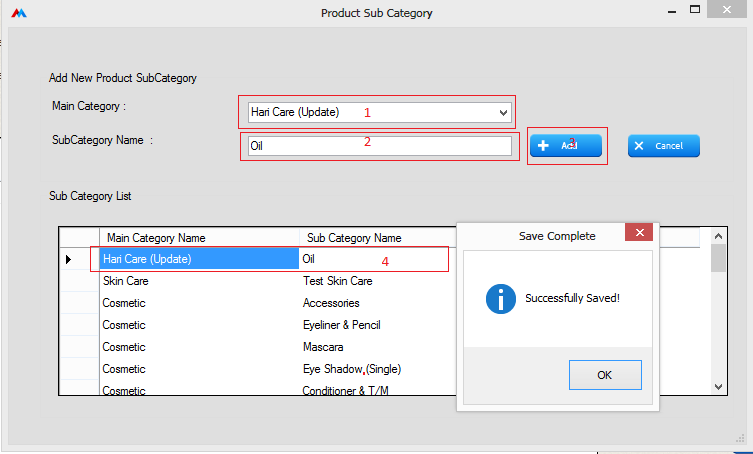 Product Sub Category
Add New Product SubCategory
Main Category :
Hari Care (Update)
1
SubCategory Name :
Oil
2
Add
3
Cancel
Sub Category List
Main Category Name Sub Category Name
Hari Care (Update) Oil
4
Skin Care Test Skin Care
Cosmetic Accessories
Cosmetic Eyeliner & Pencil
Cosmetic Mascara
Cosmetic Eye Shadow,(Single)
Cosmetic Conditioner & T/M
Save Complete
Successfully Saved!
OK